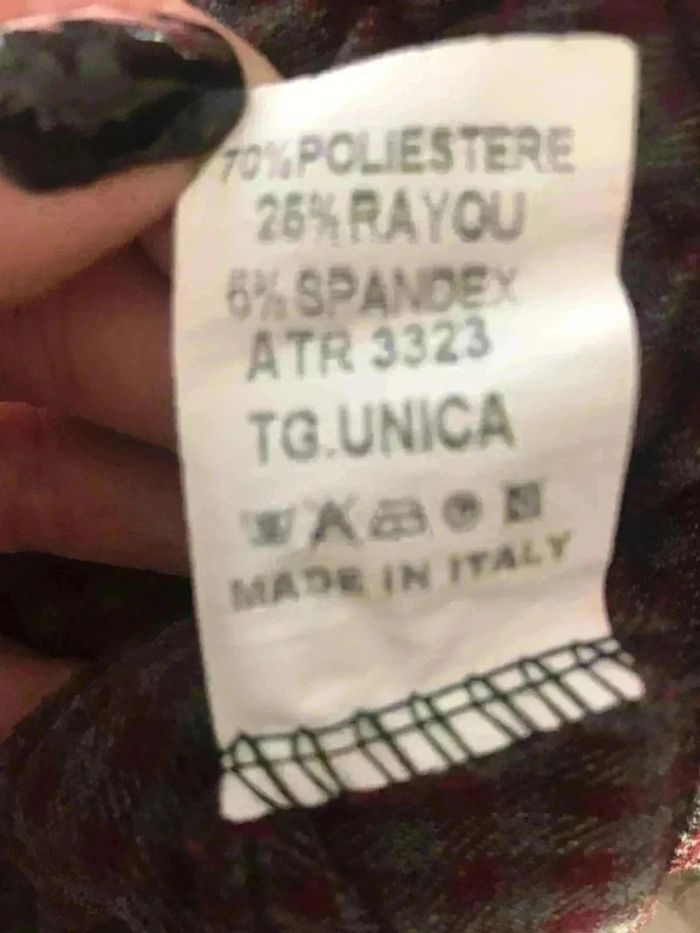 70%POLIESTERE
25%RAYOU
5%SPANDEX
ATR 3323
TG.UNICA
MADE IN ITALY